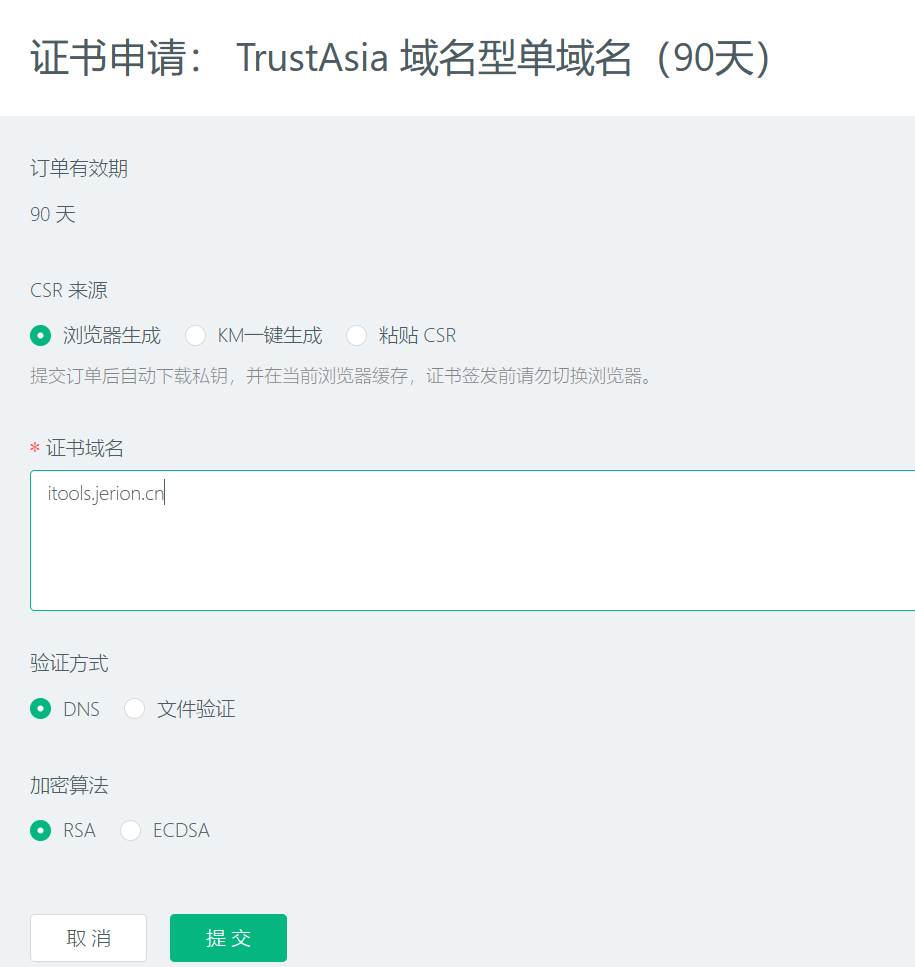 证书申请： TrustAsia 域名型单域名（90天）
订单有效期
90 天
CSR 来源
浏览器生成 KM一键生成 粘贴 CSR
提交订单后自动下载私钥，并在当前浏览器缓存，证书签发前请勿切换浏览器。
* 证书域名
itools.jerion.cn
验证方式
DNS 文件验证
加密算法
RSA ECDSA
取 消 提 交